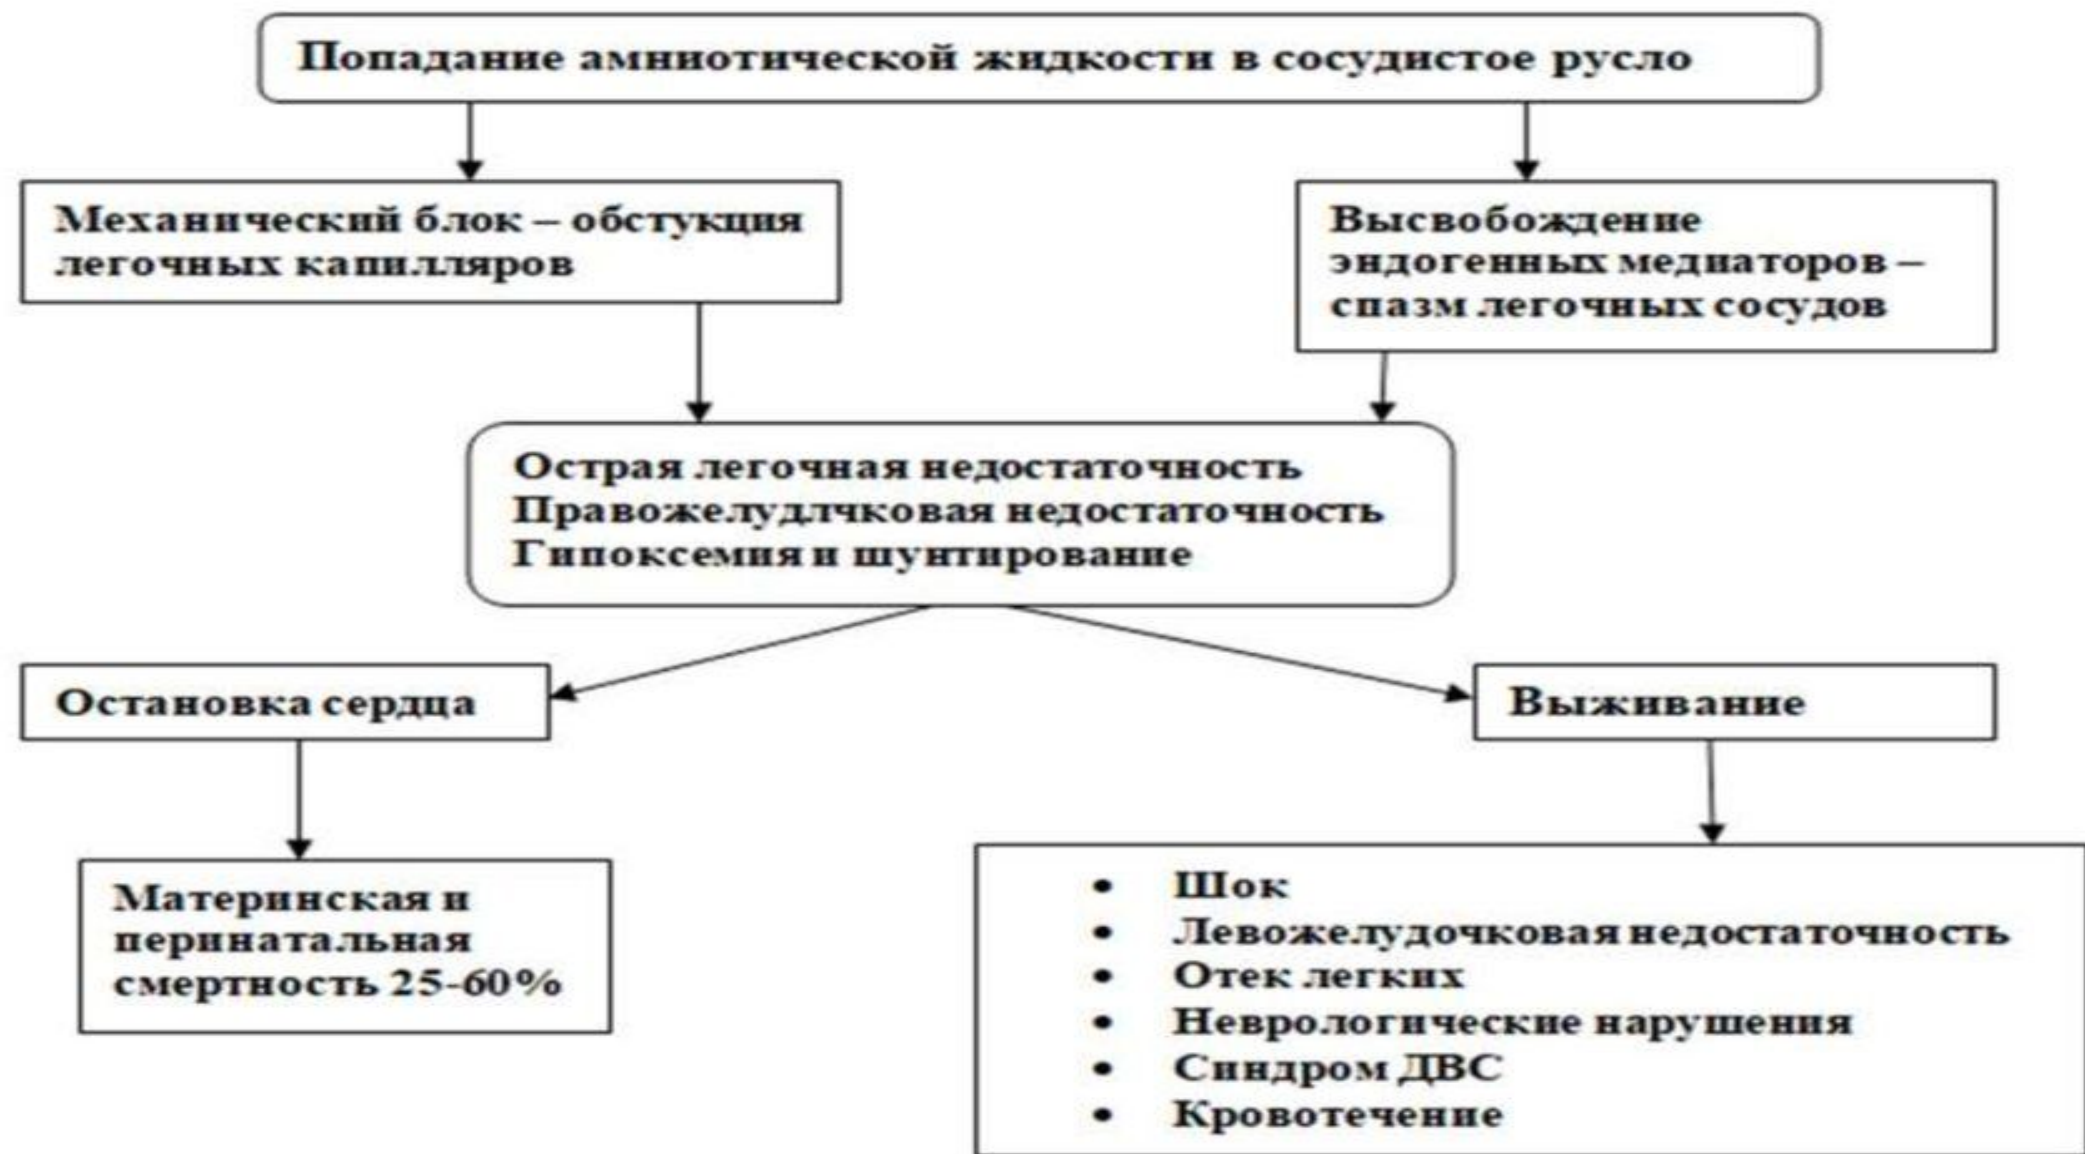 Попадание амниотической жидкости в сосудистое русло
Механический блок – обстукция
легочных капилляров
Высвобождение
эндогенных медиаторов –
спазм легочных сосудов
Острая легочная недостаточность
Правожелудлчковая недостаточность
Гипоксемия и шунтирование
Остановка сердца
Выживание
Материнская и
перинатальная
смертность 25-60%
• Шок
• Левожелудочковая недостаточность
• Отек легких
• Неврологические нарушения
• Синдром ДВС
• Кровотечение